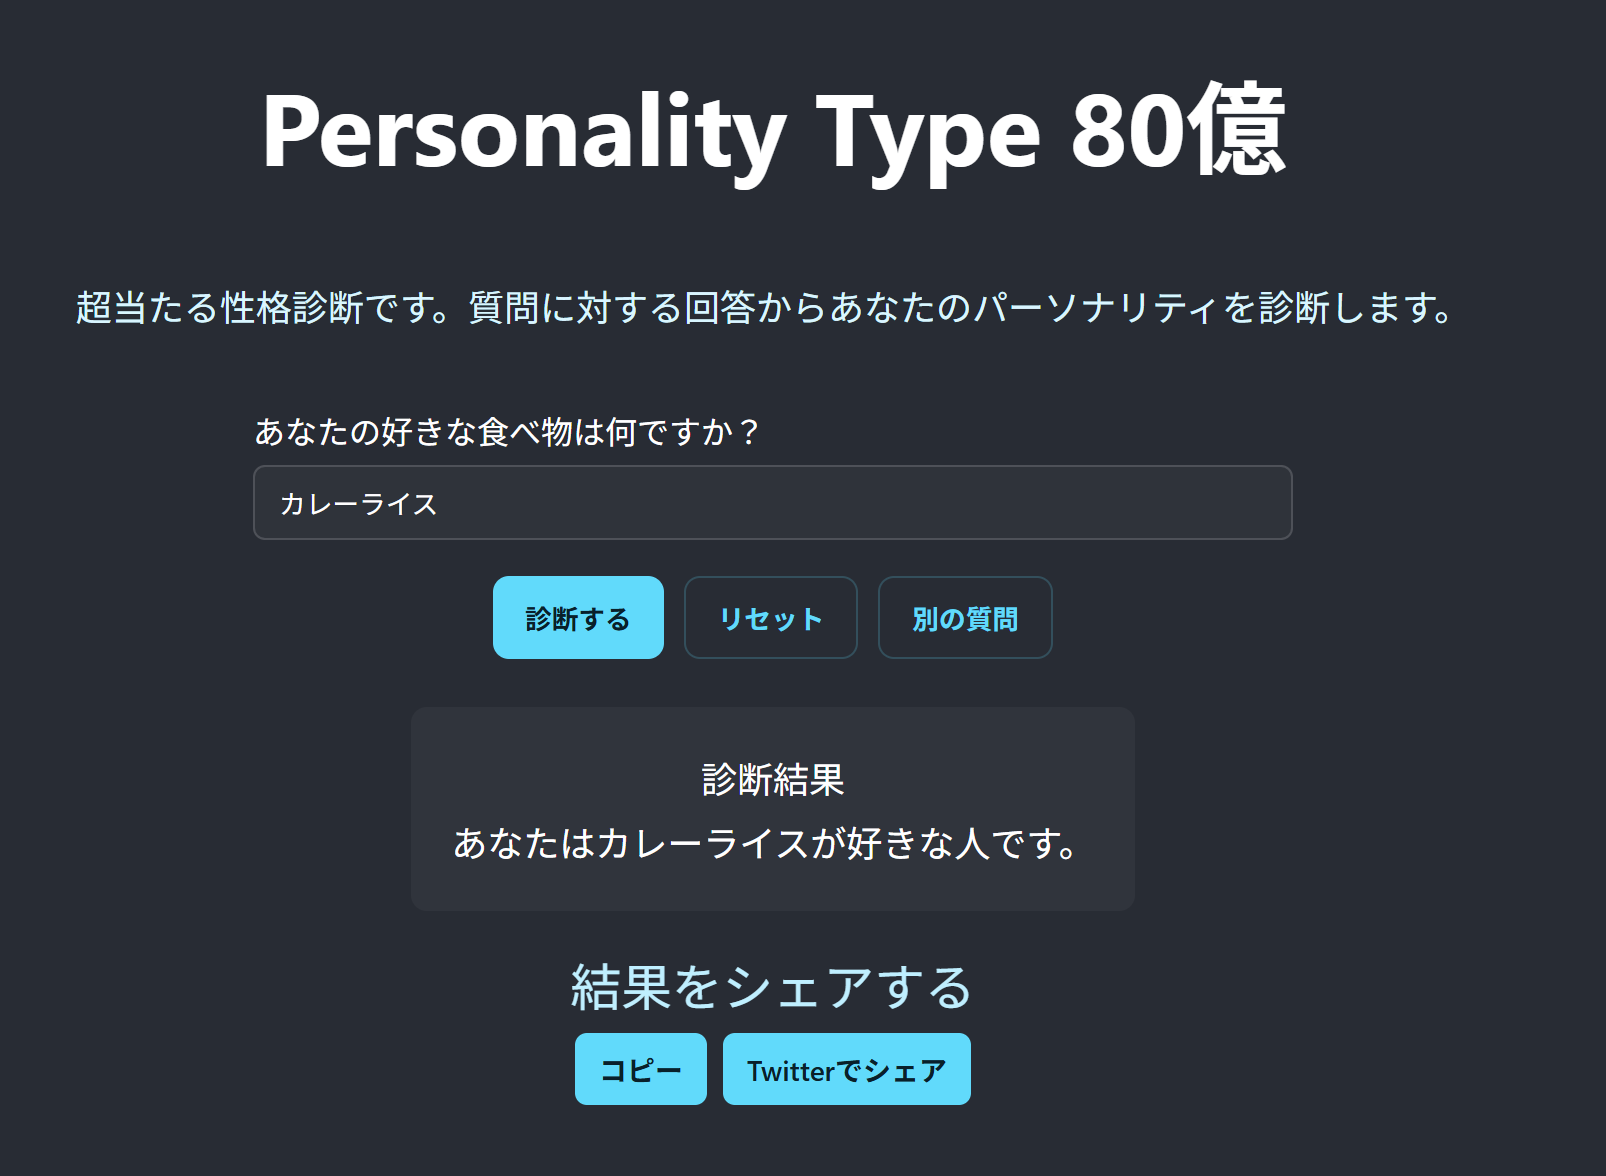 Personality Type 80億
超当たる性格診断です。質問に対する回答からあなたのパーソナリティを診断します。
あなたの好きな食べ物は何ですか？
カレーライス
診断する
リセット
別の質問
診断結果
あなたはカレーライスが好きな人です。
結果をシェアする
コピー
Twitterでシェア